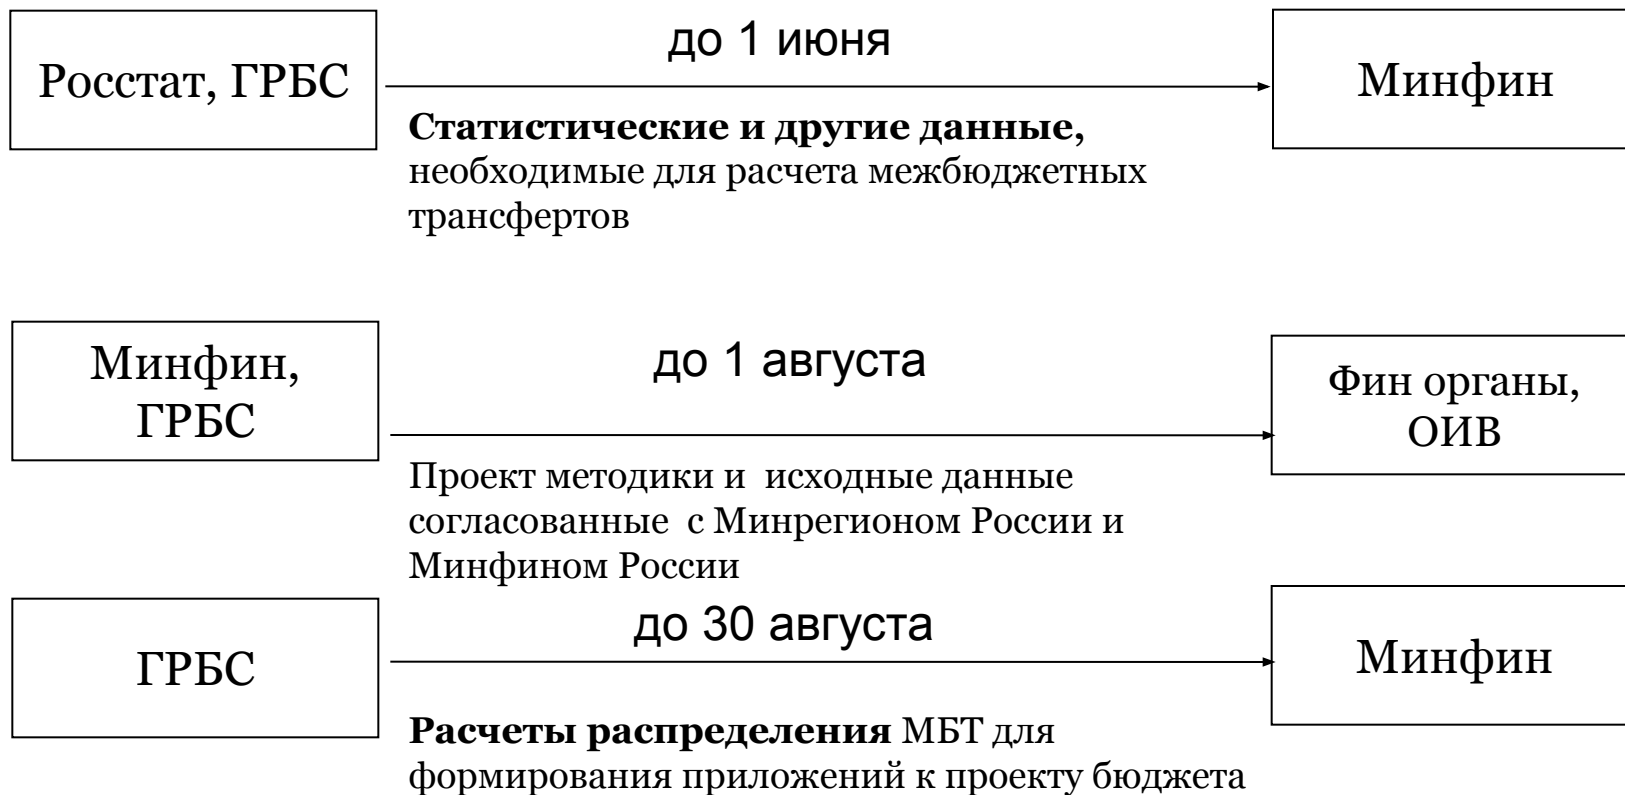 до 1 июня
Росстат, ГРБС
Минфин
Статистические и другие данные,
необходимые для расчета межбюджетных
трансфертов
до 1 августа
Минфин,
ГРБС
Фин органы,
ОИВ
Проект методики и исходные данные
согласованные с Минрегионом России и
Минфином России
до 30 августа
ГРБС
Минфин
Расчеты распределения МБТ для
формирования приложений к проекту бюджета